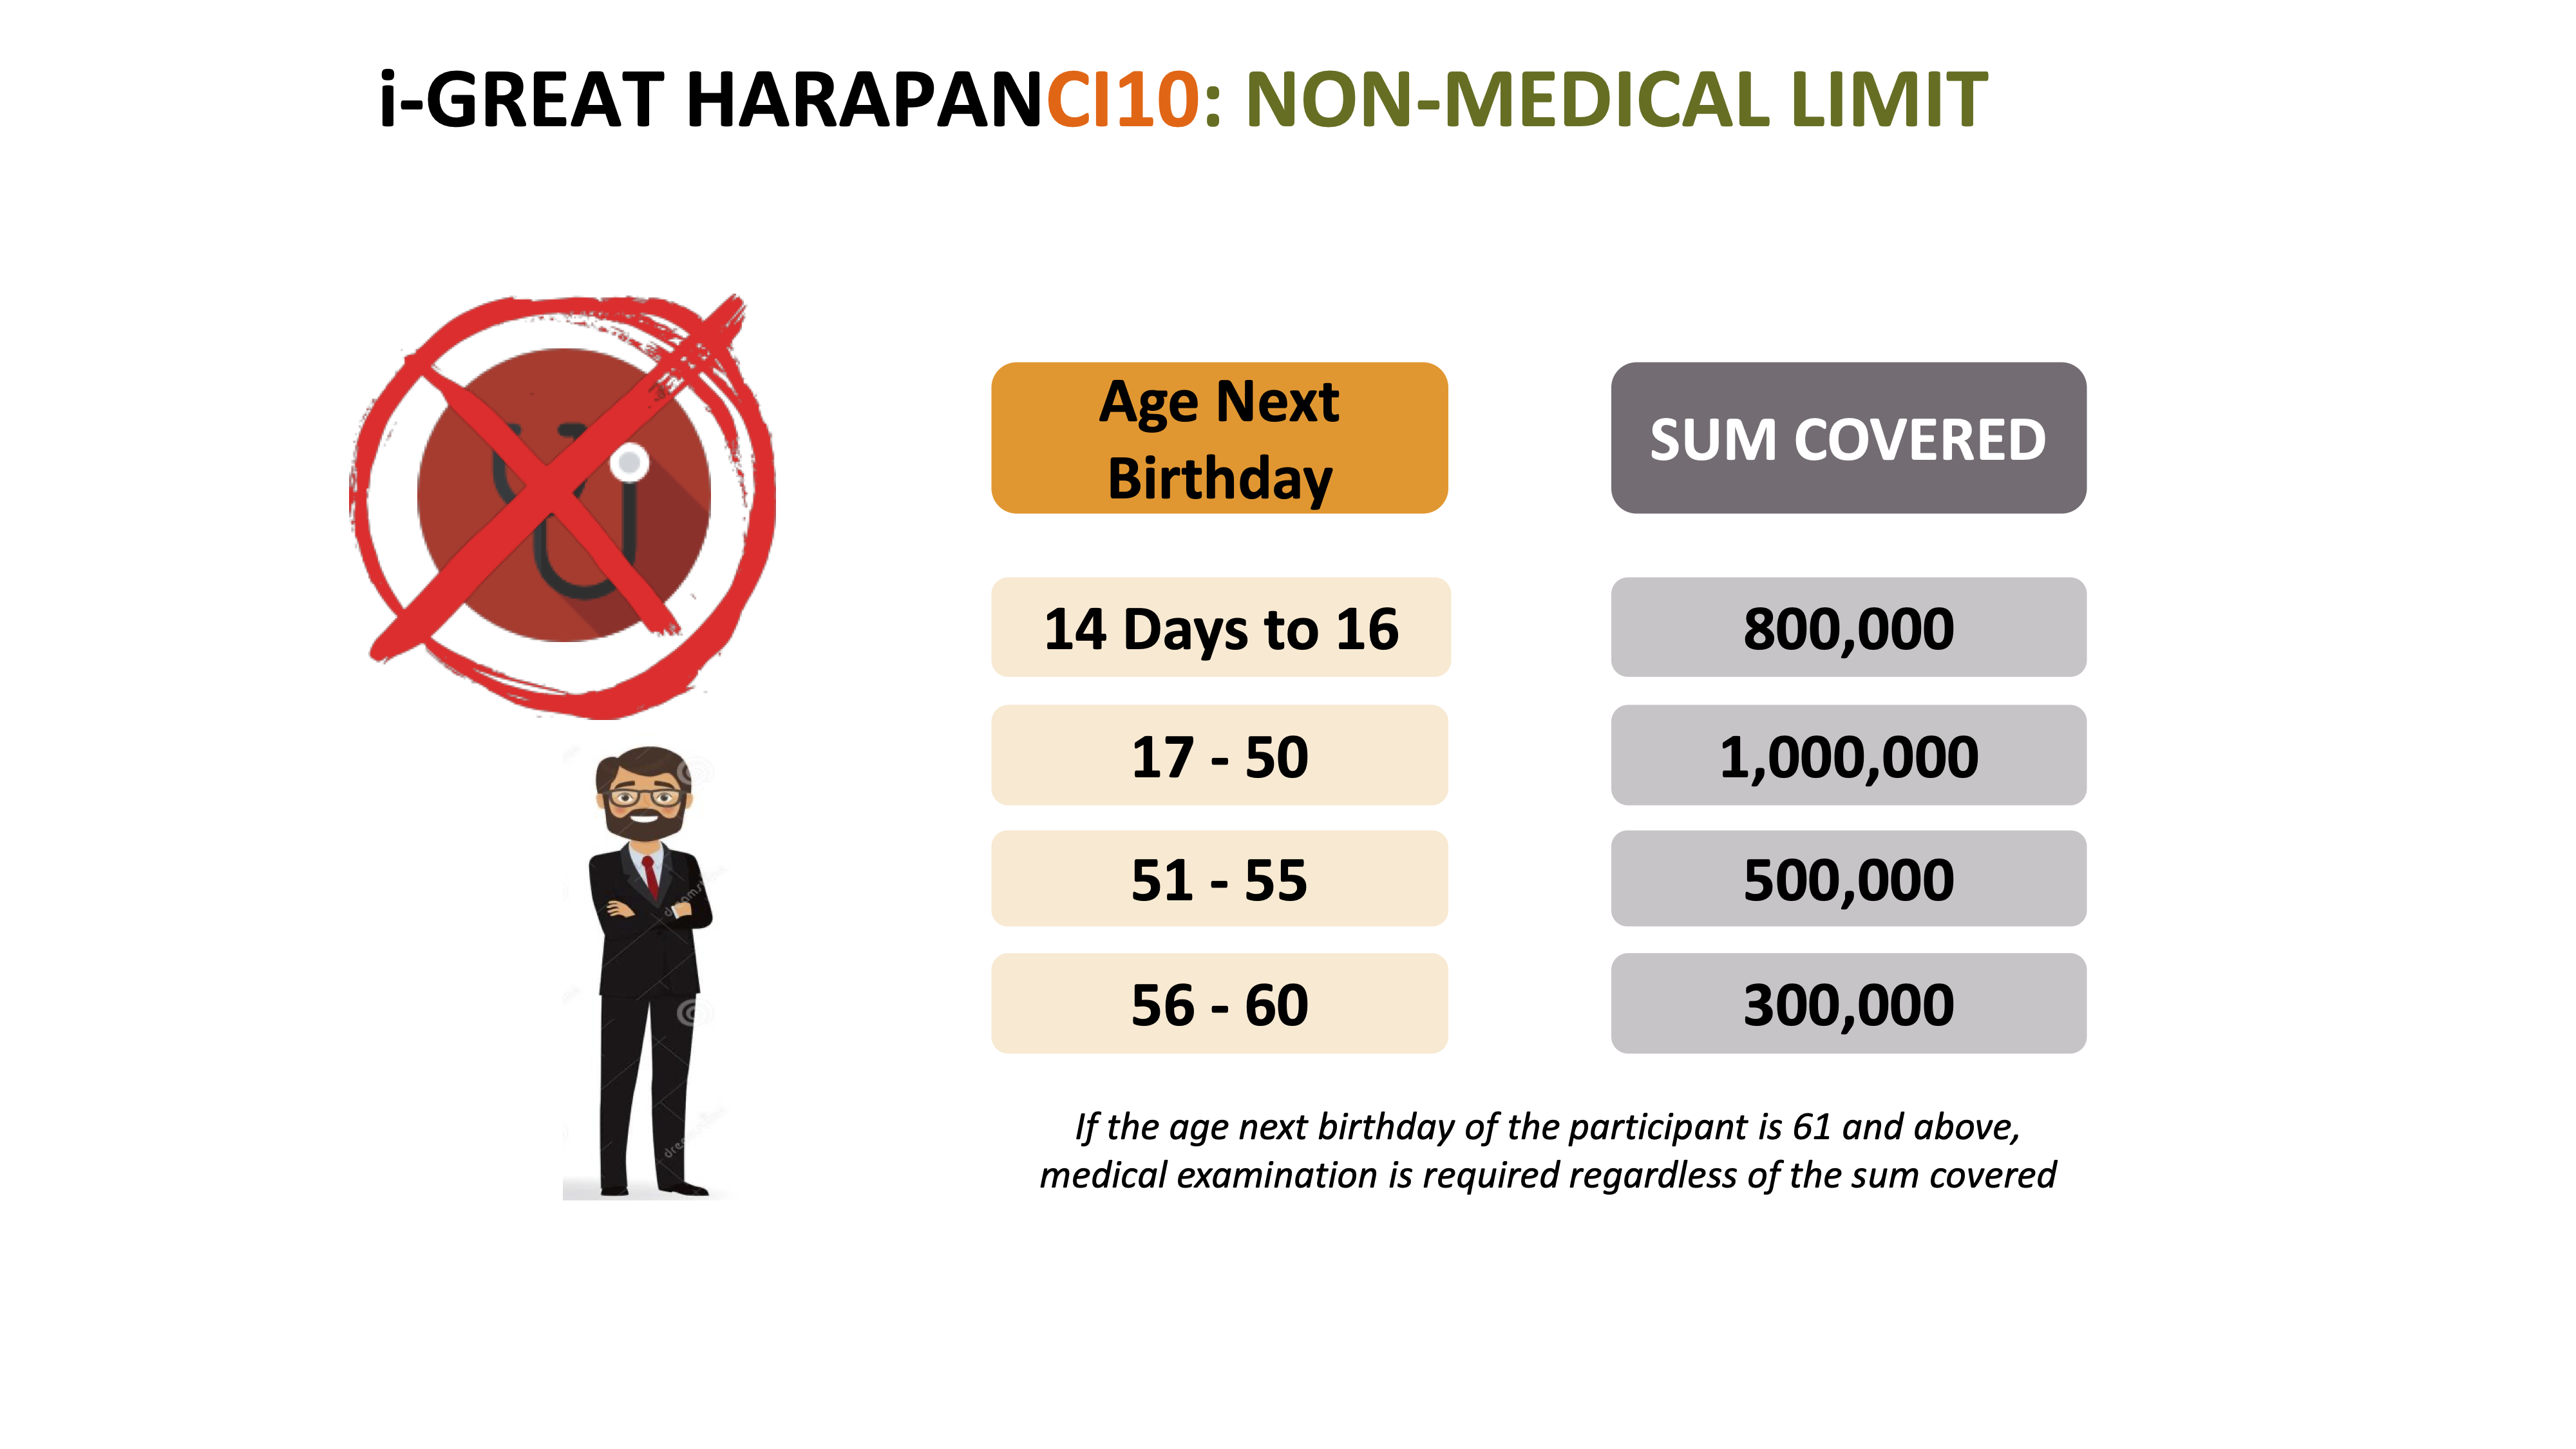 i-GREAT HARAPANCI10: NON-MEDICAL LIMIT
Age Next
Birthday
SUM COVERED
14 Days to 16
800,000
17 - 50
1,000,000
51 - 55
500,000
56 - 60
300,000
If the age next birthday of the participant is 61 and above,
medical examination is required regardless of the sum covered